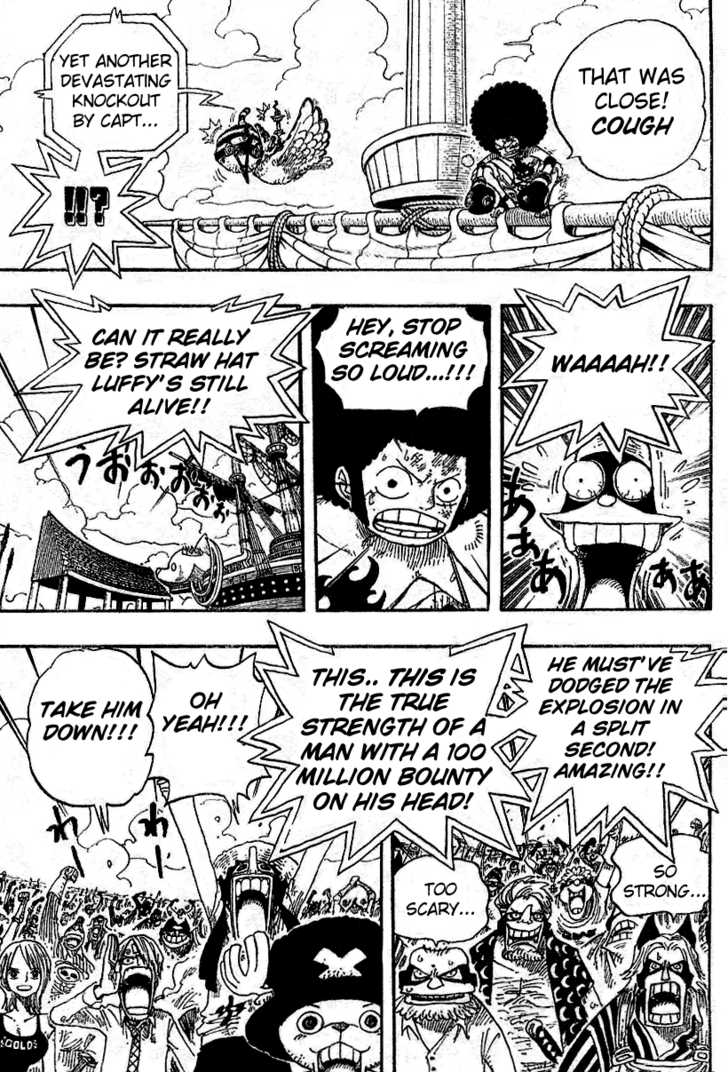 THAT WAS
CLOSE!
COUGH
YET ANOTHER
DEVASTATING
KNOCKOUT
BY CAPT...
!!?
WAAAAH!!
ああああ
ああ
HEY, STOP
SCREAMING
SO LOUD...!!!
CAN IT REALLY
BE? STRAW HAT
LUFFY'S STILL
ALIVE!!
うおおおおおお
HE MUST'VE
DODGED THE
EXPLOSION IN
A SPLIT
SECOND!
AMAZING!!
SO
STRONG...
TOO
SCARY...
THIS.. THIS IS
THE TRUE
STRENGTH OF A
MAN WITH A 100
MILLION BOUNTY
ON HIS HEAD!
OH
YEAH!!!
TAKE HIM
DOWN!!!
わー
わー